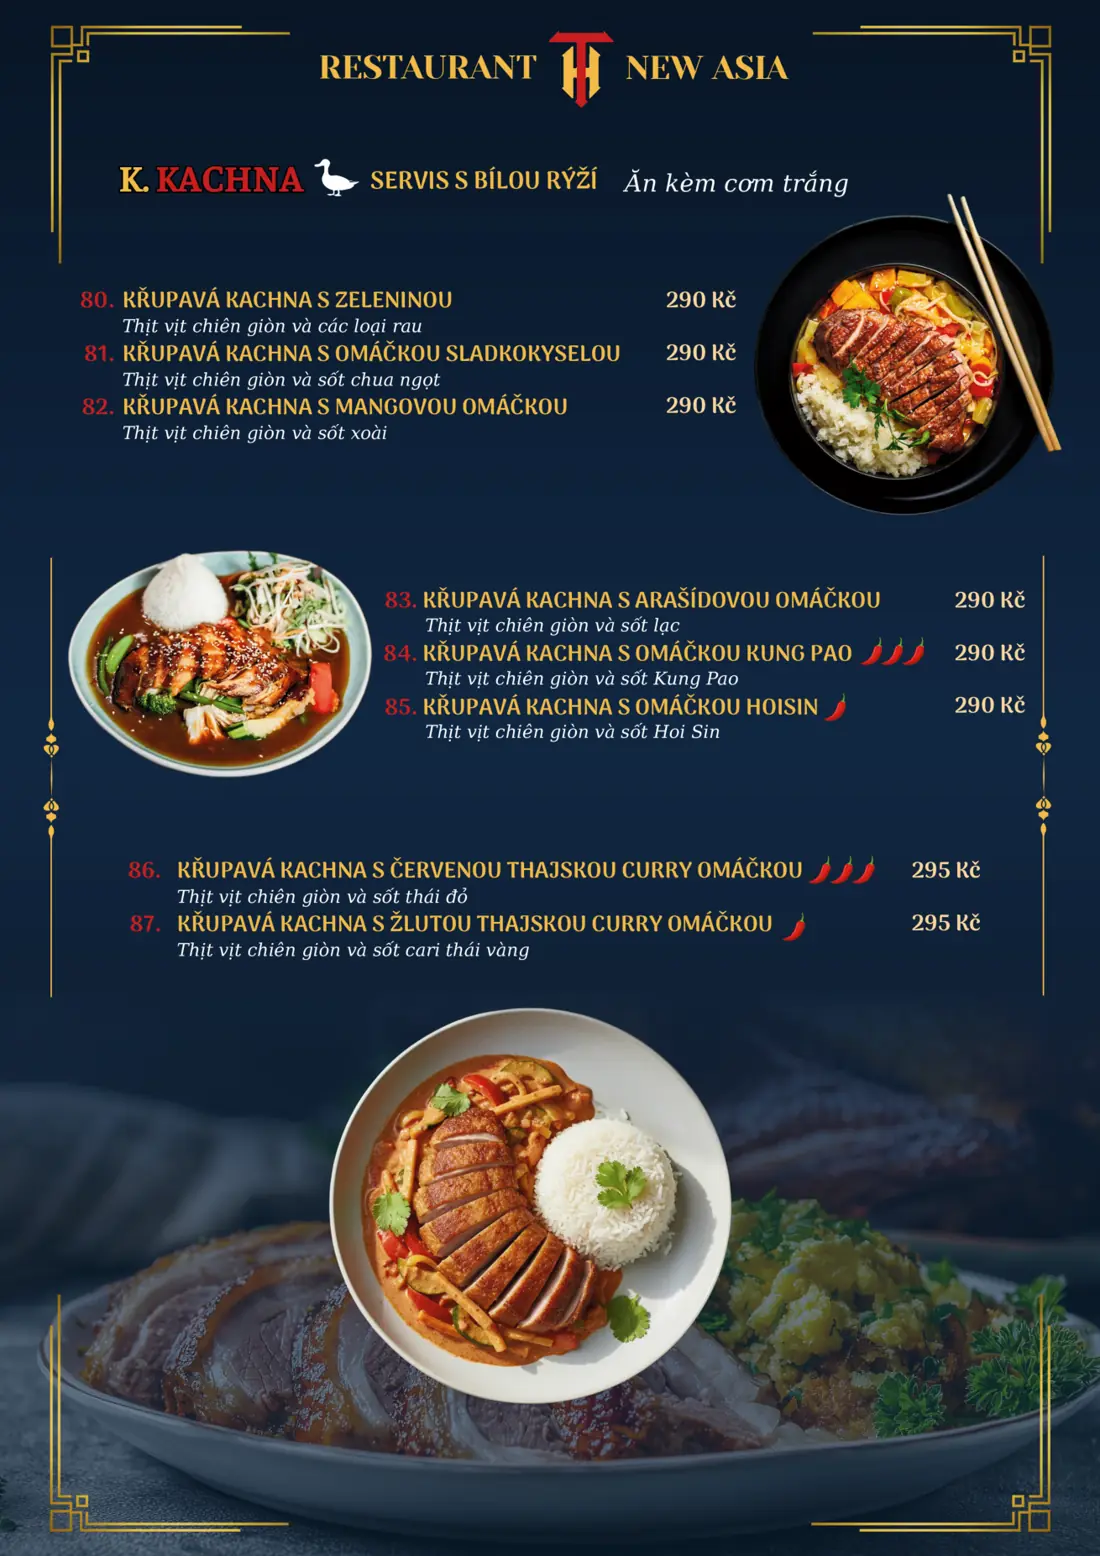 RESTAURANT TH NEW ASIA
K. KACHNA SERVIS S BÍLOU RÝŽÍ Ăn kèm cơm trắng
80. KŘUPAVÁ KACHNA S ZELENINOU 290 Kč
Thịt vịt chiên giòn và các loại rau
81. KŘUPAVÁ KACHNA S OMÁČKOU SLADKOKYSELOU 290 Kč
Thịt vịt chiên giòn và sốt chua ngọt
82. KŘUPAVÁ KACHNA S MANGOVOU OMÁČKOU 290 Kč
Thịt vịt chiên giòn và sốt xoài
83. KŘUPAVÁ KACHNA S ARAŠÍDOVOU OMÁČKOU 290 Kč
Thịt vịt chiên giòn và sốt lạc
84. KŘUPAVÁ KACHNA S OMÁČKOU KUNG PAO 290 Kč
Thịt vịt chiên giòn và sốt Kung Pao
85. KŘUPAVÁ KACHNA S OMÁČKOU HOISIN 290 Kč
Thịt vịt chiên giòn và sốt Hoi Sin
86. KŘUPAVÁ KACHNA S ČERVENOU THAJSKOU CURRY OMÁČKOU 295 Kč
Thịt vịt chiên giòn và sốt thái đỏ
87. KŘUPAVÁ KACHNA S ŽLUTOU THAJSKOU CURRY OMÁČKOU 295 Kč
Thịt vịt chiên giòn và sốt cari thái vàng